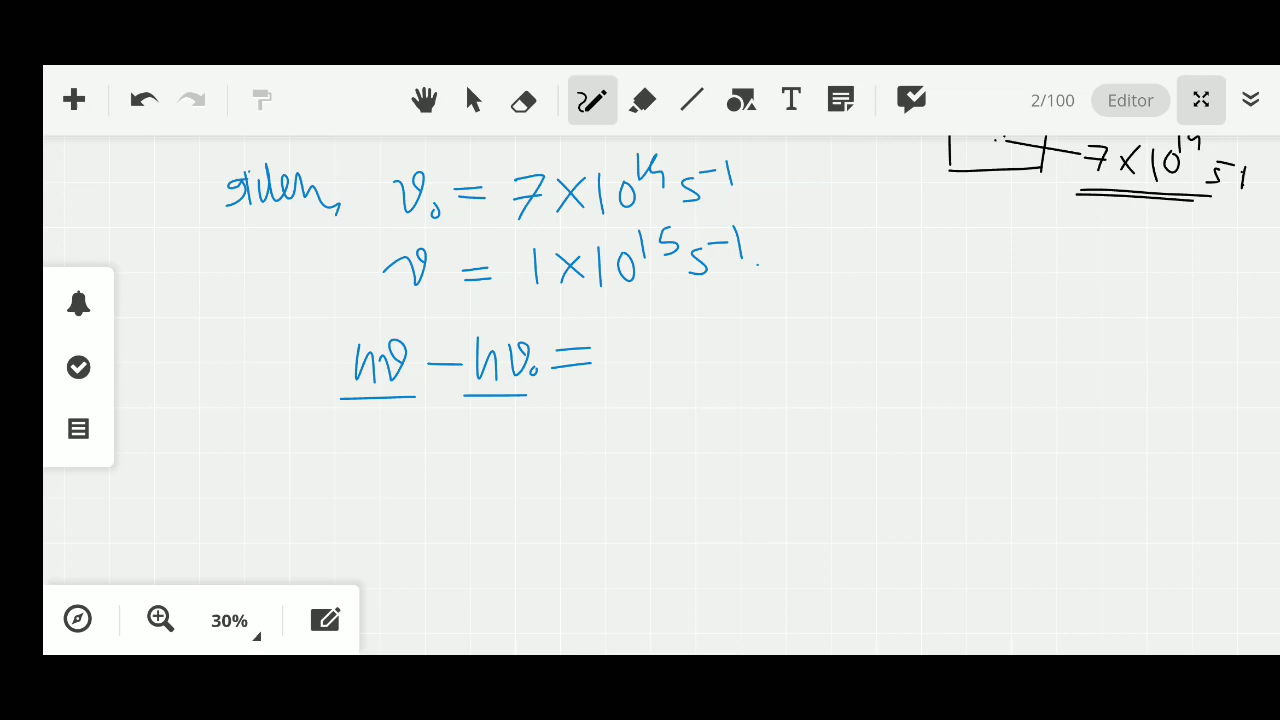 2/100 Editor
7 × 10¹⁴ s⁻¹
given, ν₀ = 7 × 10¹⁴ s⁻¹
ν = 1 × 10¹⁵ s⁻¹.
hν − hν₀ =
30%